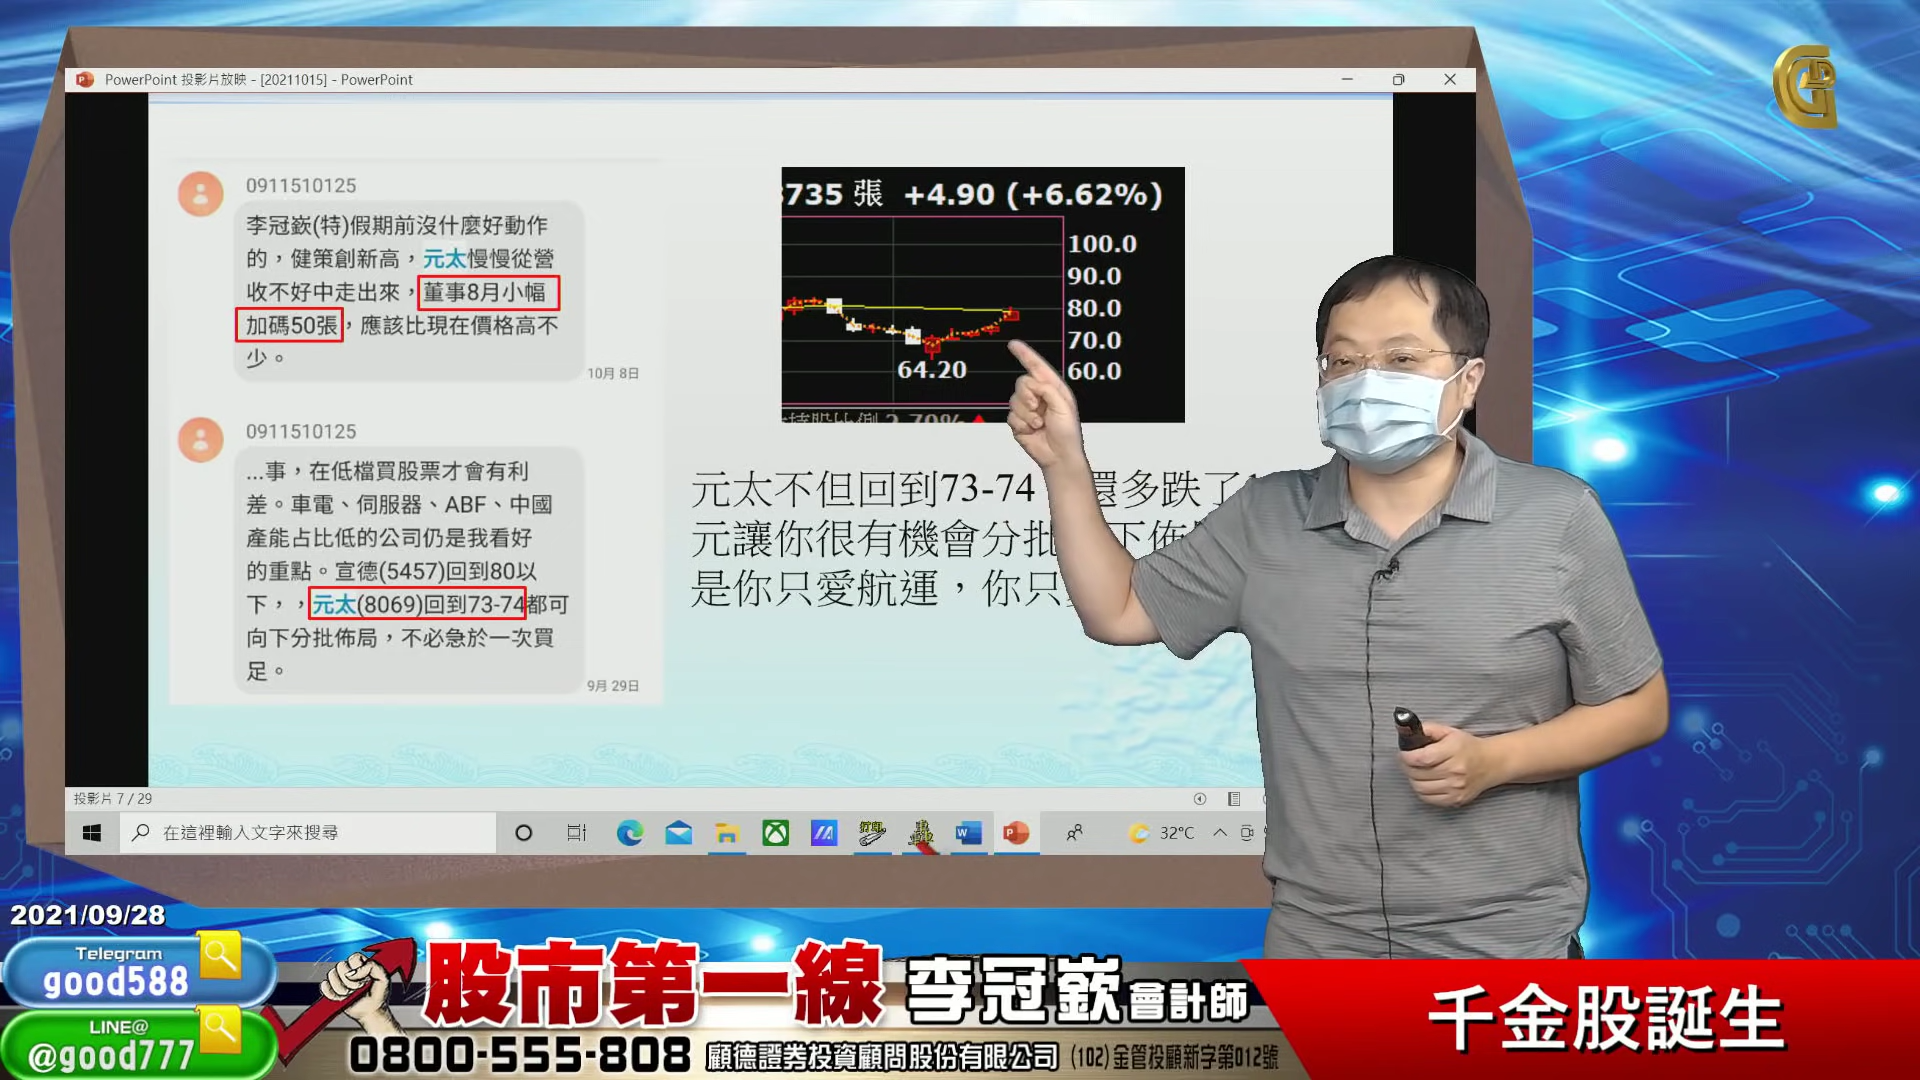 PowerPoint 投影片放映 - [20211015] - PowerPoint
0911510125
李冠嶔(特)假期前沒什麼好動作
的，健策創新高，元太慢慢從營
收不好中走出來，董事8月小幅
加碼50張，應該比現在價格高不
少。
10月 8日
0911510125
...事，在低檔買股票才會有利
差。車電、伺服器、ABF、中國
產能占比低的公司仍是我看好
的重點。宣德(5457)回到80以
下，，元太(8069)回到73-74都可
向下分批佈局，不必急於一次買
足。
9月 29日
735 張 +4.90 (+6.62%)
100.0
90.0
80.0
70.0
60.0
64.20
元太不但回到73-74 還多跌了
元讓你很有機會分批 下佈
是你只愛航運，你只
投影片 7 / 29
在這裡輸入文字來搜尋
32°C
2021/09/28
Telegram
good588
LINE@
@good777
股市第一線 李冠嶔 會計師
0800-555-808 顧德證券投資顧問股份有限公司 (102)金管投顧新字第012號
千金股誕生